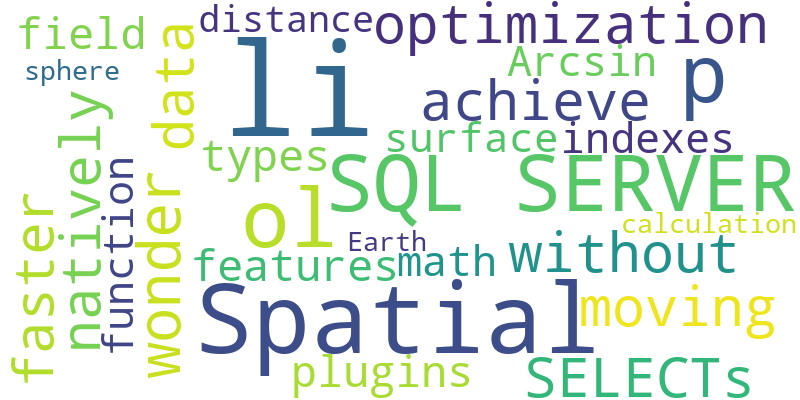 distance
optimization
field
sphere
data
li
Arcsin
p
achieve
surface
indexes
types
natively
function
wonder
SQL SERVER
ol
faster
Earth
calculation
features
math
without
Spatial
moving
plugins
SELECTs